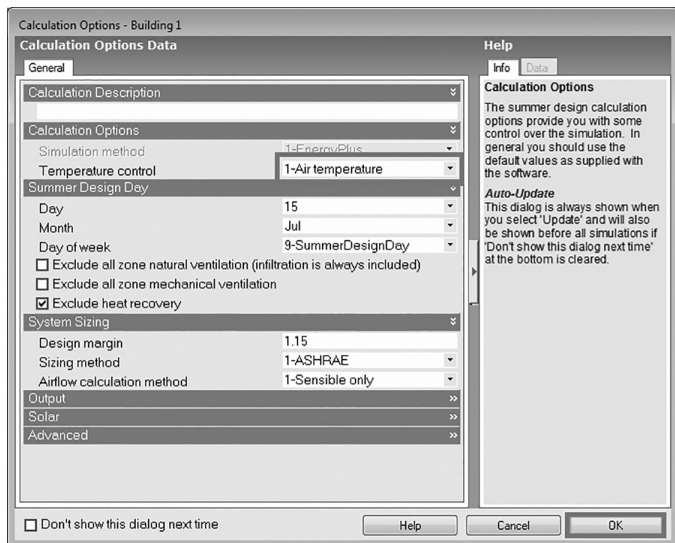 Calculation Options - Building 1
Calculation Options Data
General
Calculation Description
Calculation Options
Simulation method 1-EnergyPlus
Temperature control 1-Air temperature
Summer Design Day
Day 15
Month Jul
Day of week 9-SummerDesignDay
Exclude all zone natural ventilation (infiltration is always included)
Exclude all zone mechanical ventilation
Exclude heat recovery
System Sizing
Design margin 1.15
Sizing method 1-ASHRAE
Airflow calculation method 1-Sensible only
Output
Solar
Advanced
Don't show this dialog next time
Help
Info Data
Calculation Options
The summer design calculation
options provide you with some
control over the simulation. In
general you should use the
default values as supplied with
the software.
Auto-Update
This dialog is always shown when
you select 'Update' and will also
be shown before all simulations if
'Don't show this dialog next time'
at the bottom is cleared.
Help Cancel OK